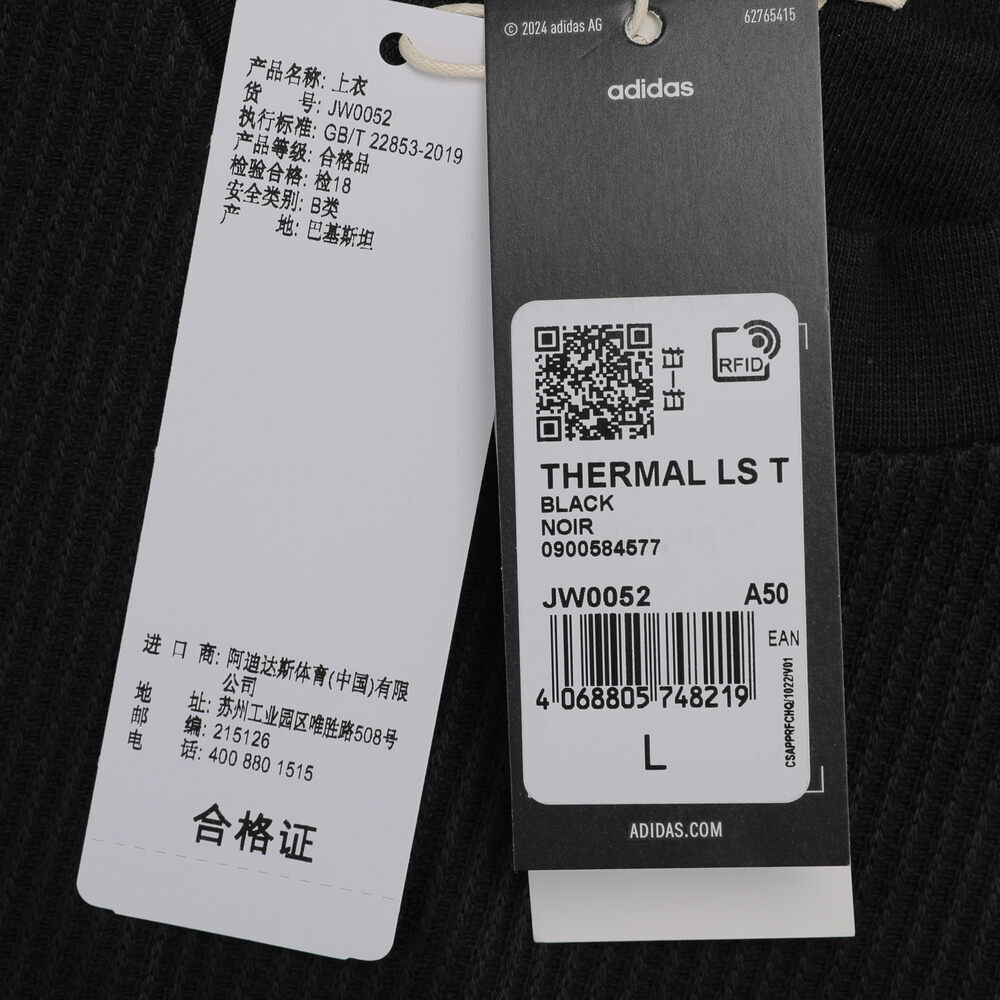 产品名称: 上衣
货 号: JW0052
执行标准: GB/T 22853-2019
产品等级: 合格品
检验合格: 检18
安全类别: B类
产 地: 巴基斯坦
进 口 商: 阿迪达斯体育(中国)有限
公司
地 址: 苏州工业园区唯胜路508号
邮 编: 215126
电 话: 400 880 1515
合格证
© 2024 adidas AG
62765415
adidas
RFID
THERMAL LS T
BLACK
NOIR
0900584577
JW0052 A50
EAN
4 068805 748219
CSAPPRFCHQ/1022/V01
L
ADIDAS.COM